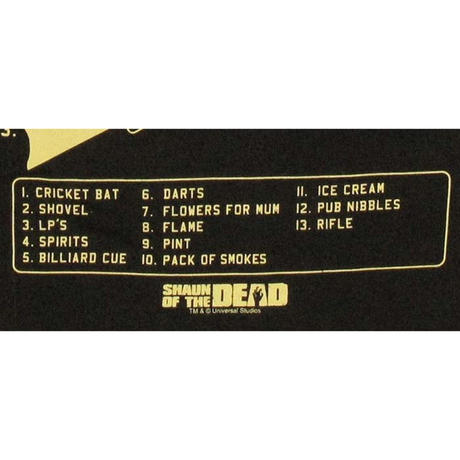 3.
1. CRICKET BAT
2. SHOVEL
3. LP'S
4. SPIRITS
5. BILLIARD CUE
6. DARTS
7. FLOWERS FOR MUM
8. FLAME
9. PINT
10. PACK OF SMOKES
11. ICE CREAM
12. PUB NIBBLES
13. RIFLE
SHAUN
OF THE DEAD
TM & © Universal Studios